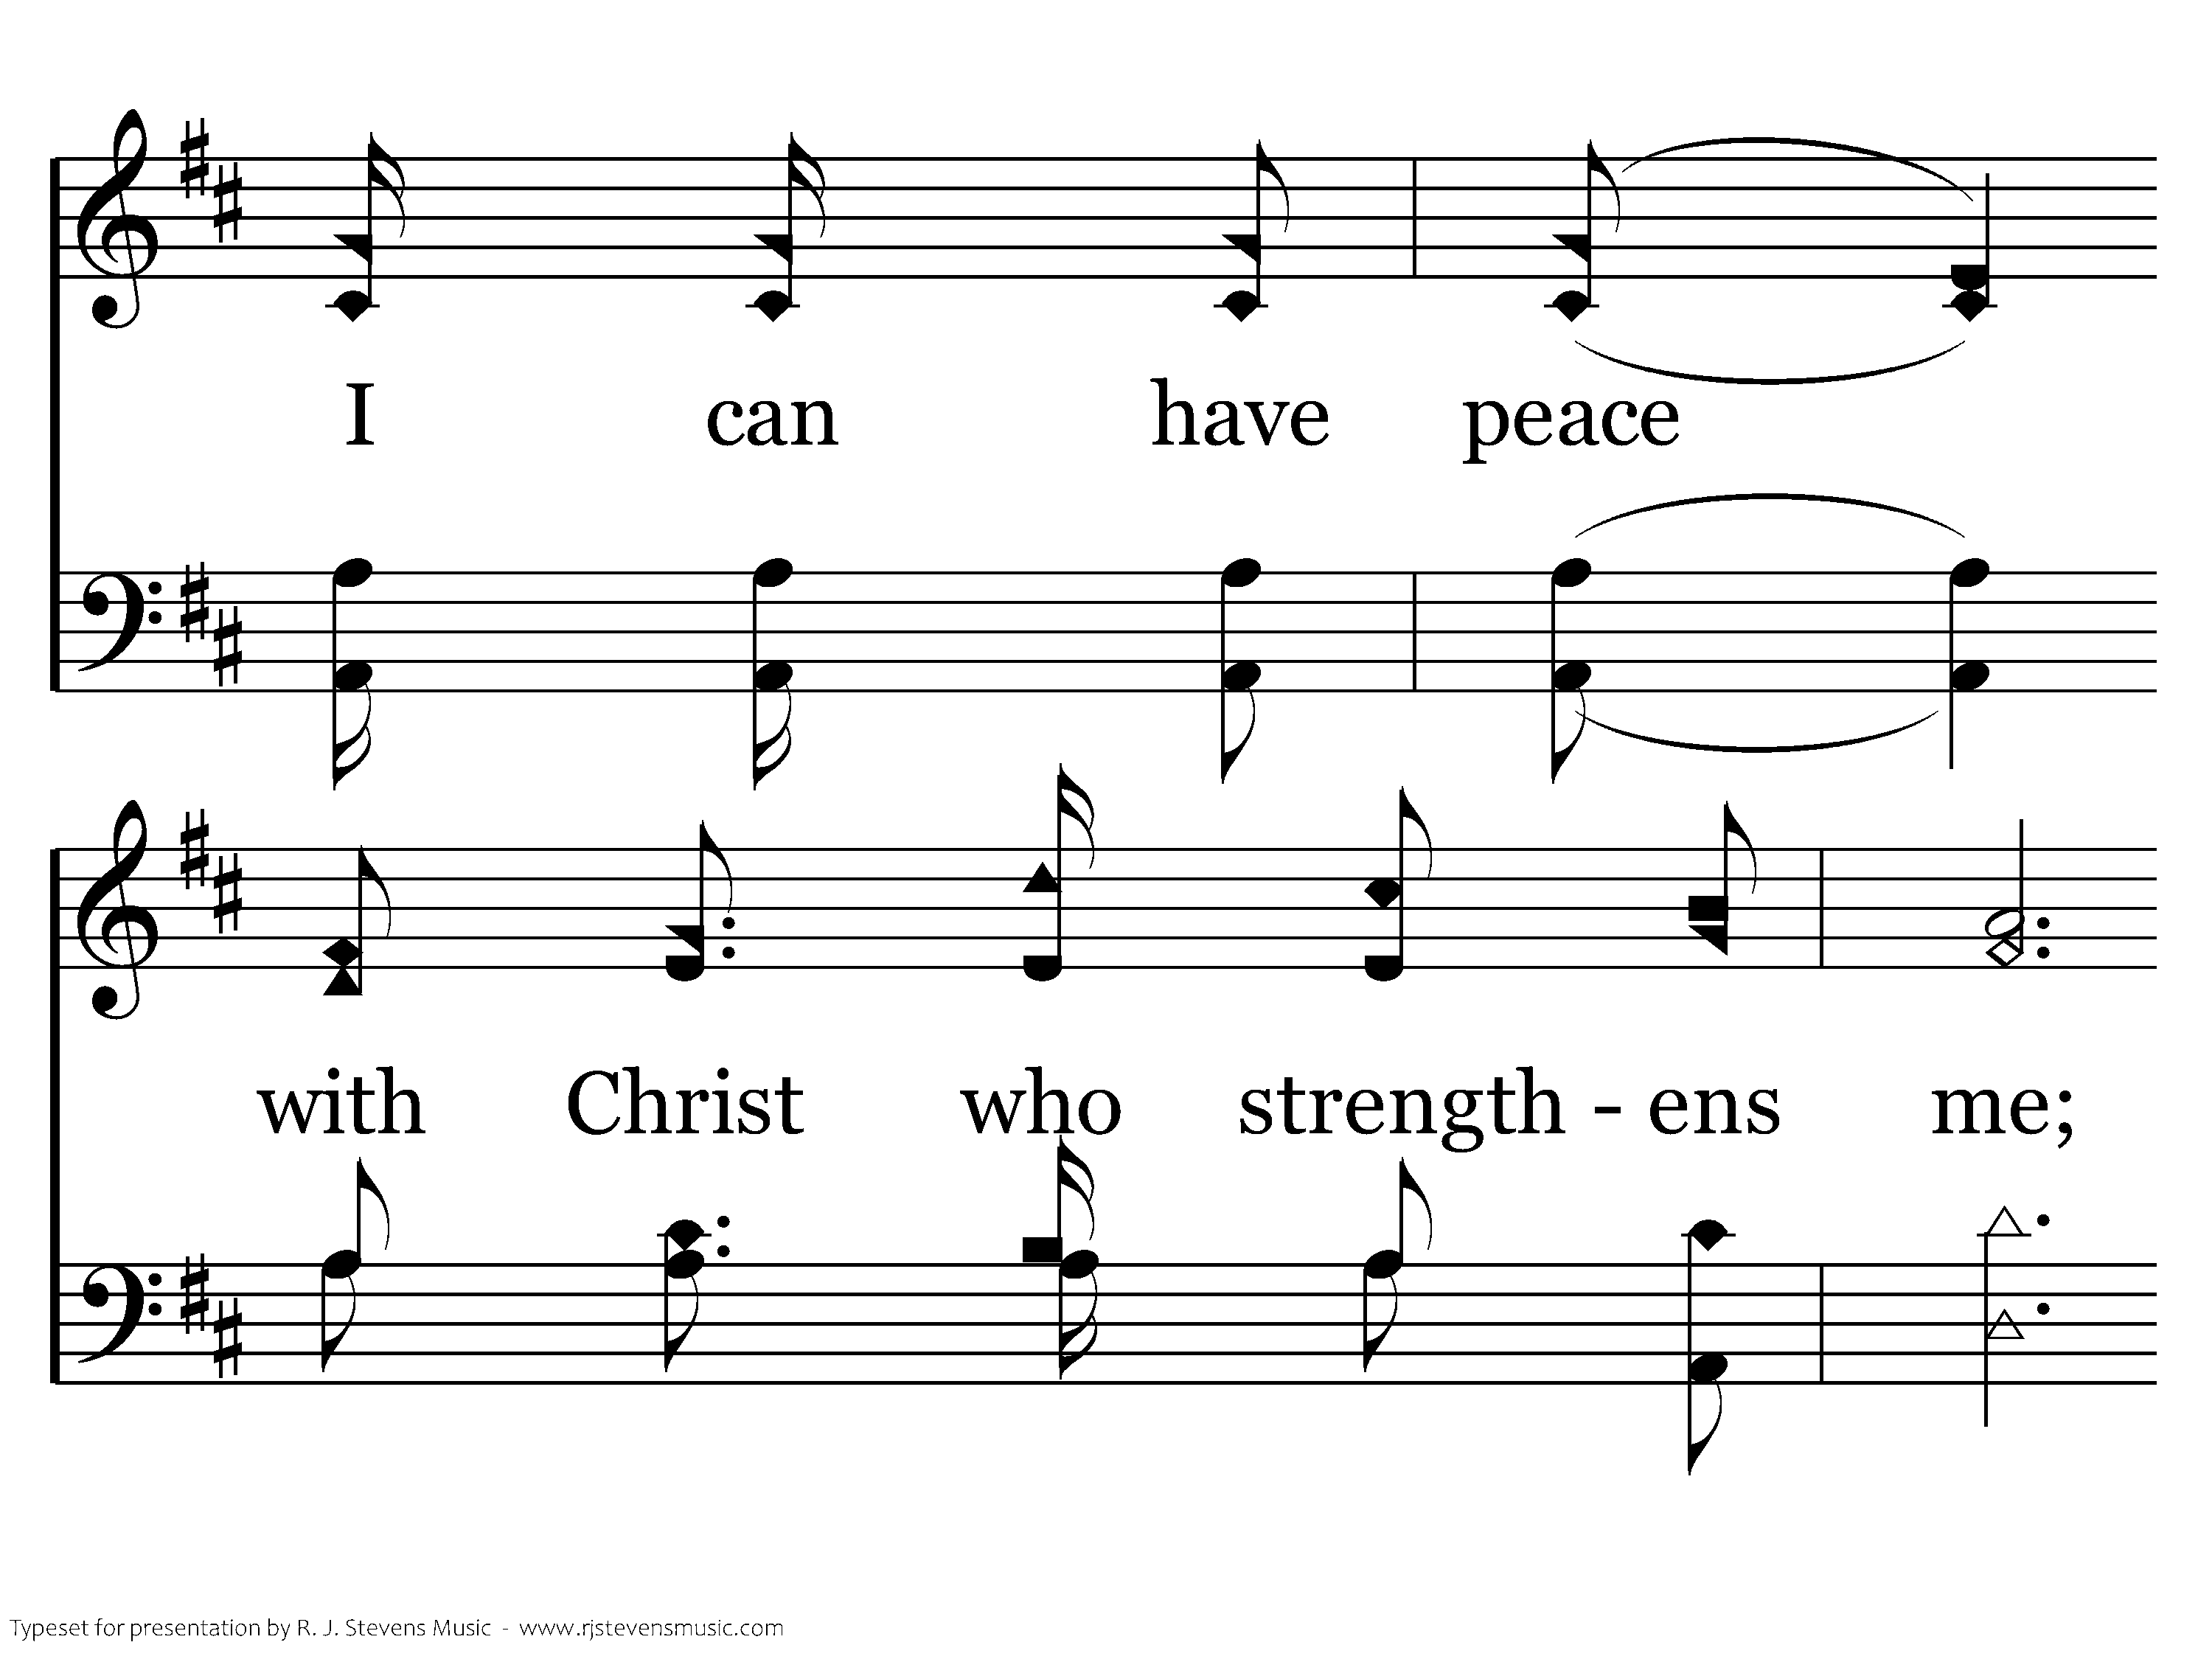 I can have peace
with Christ who strength - ens me;
Typeset for presentation by R. J. Stevens Music - www.rjstevensmusic.com